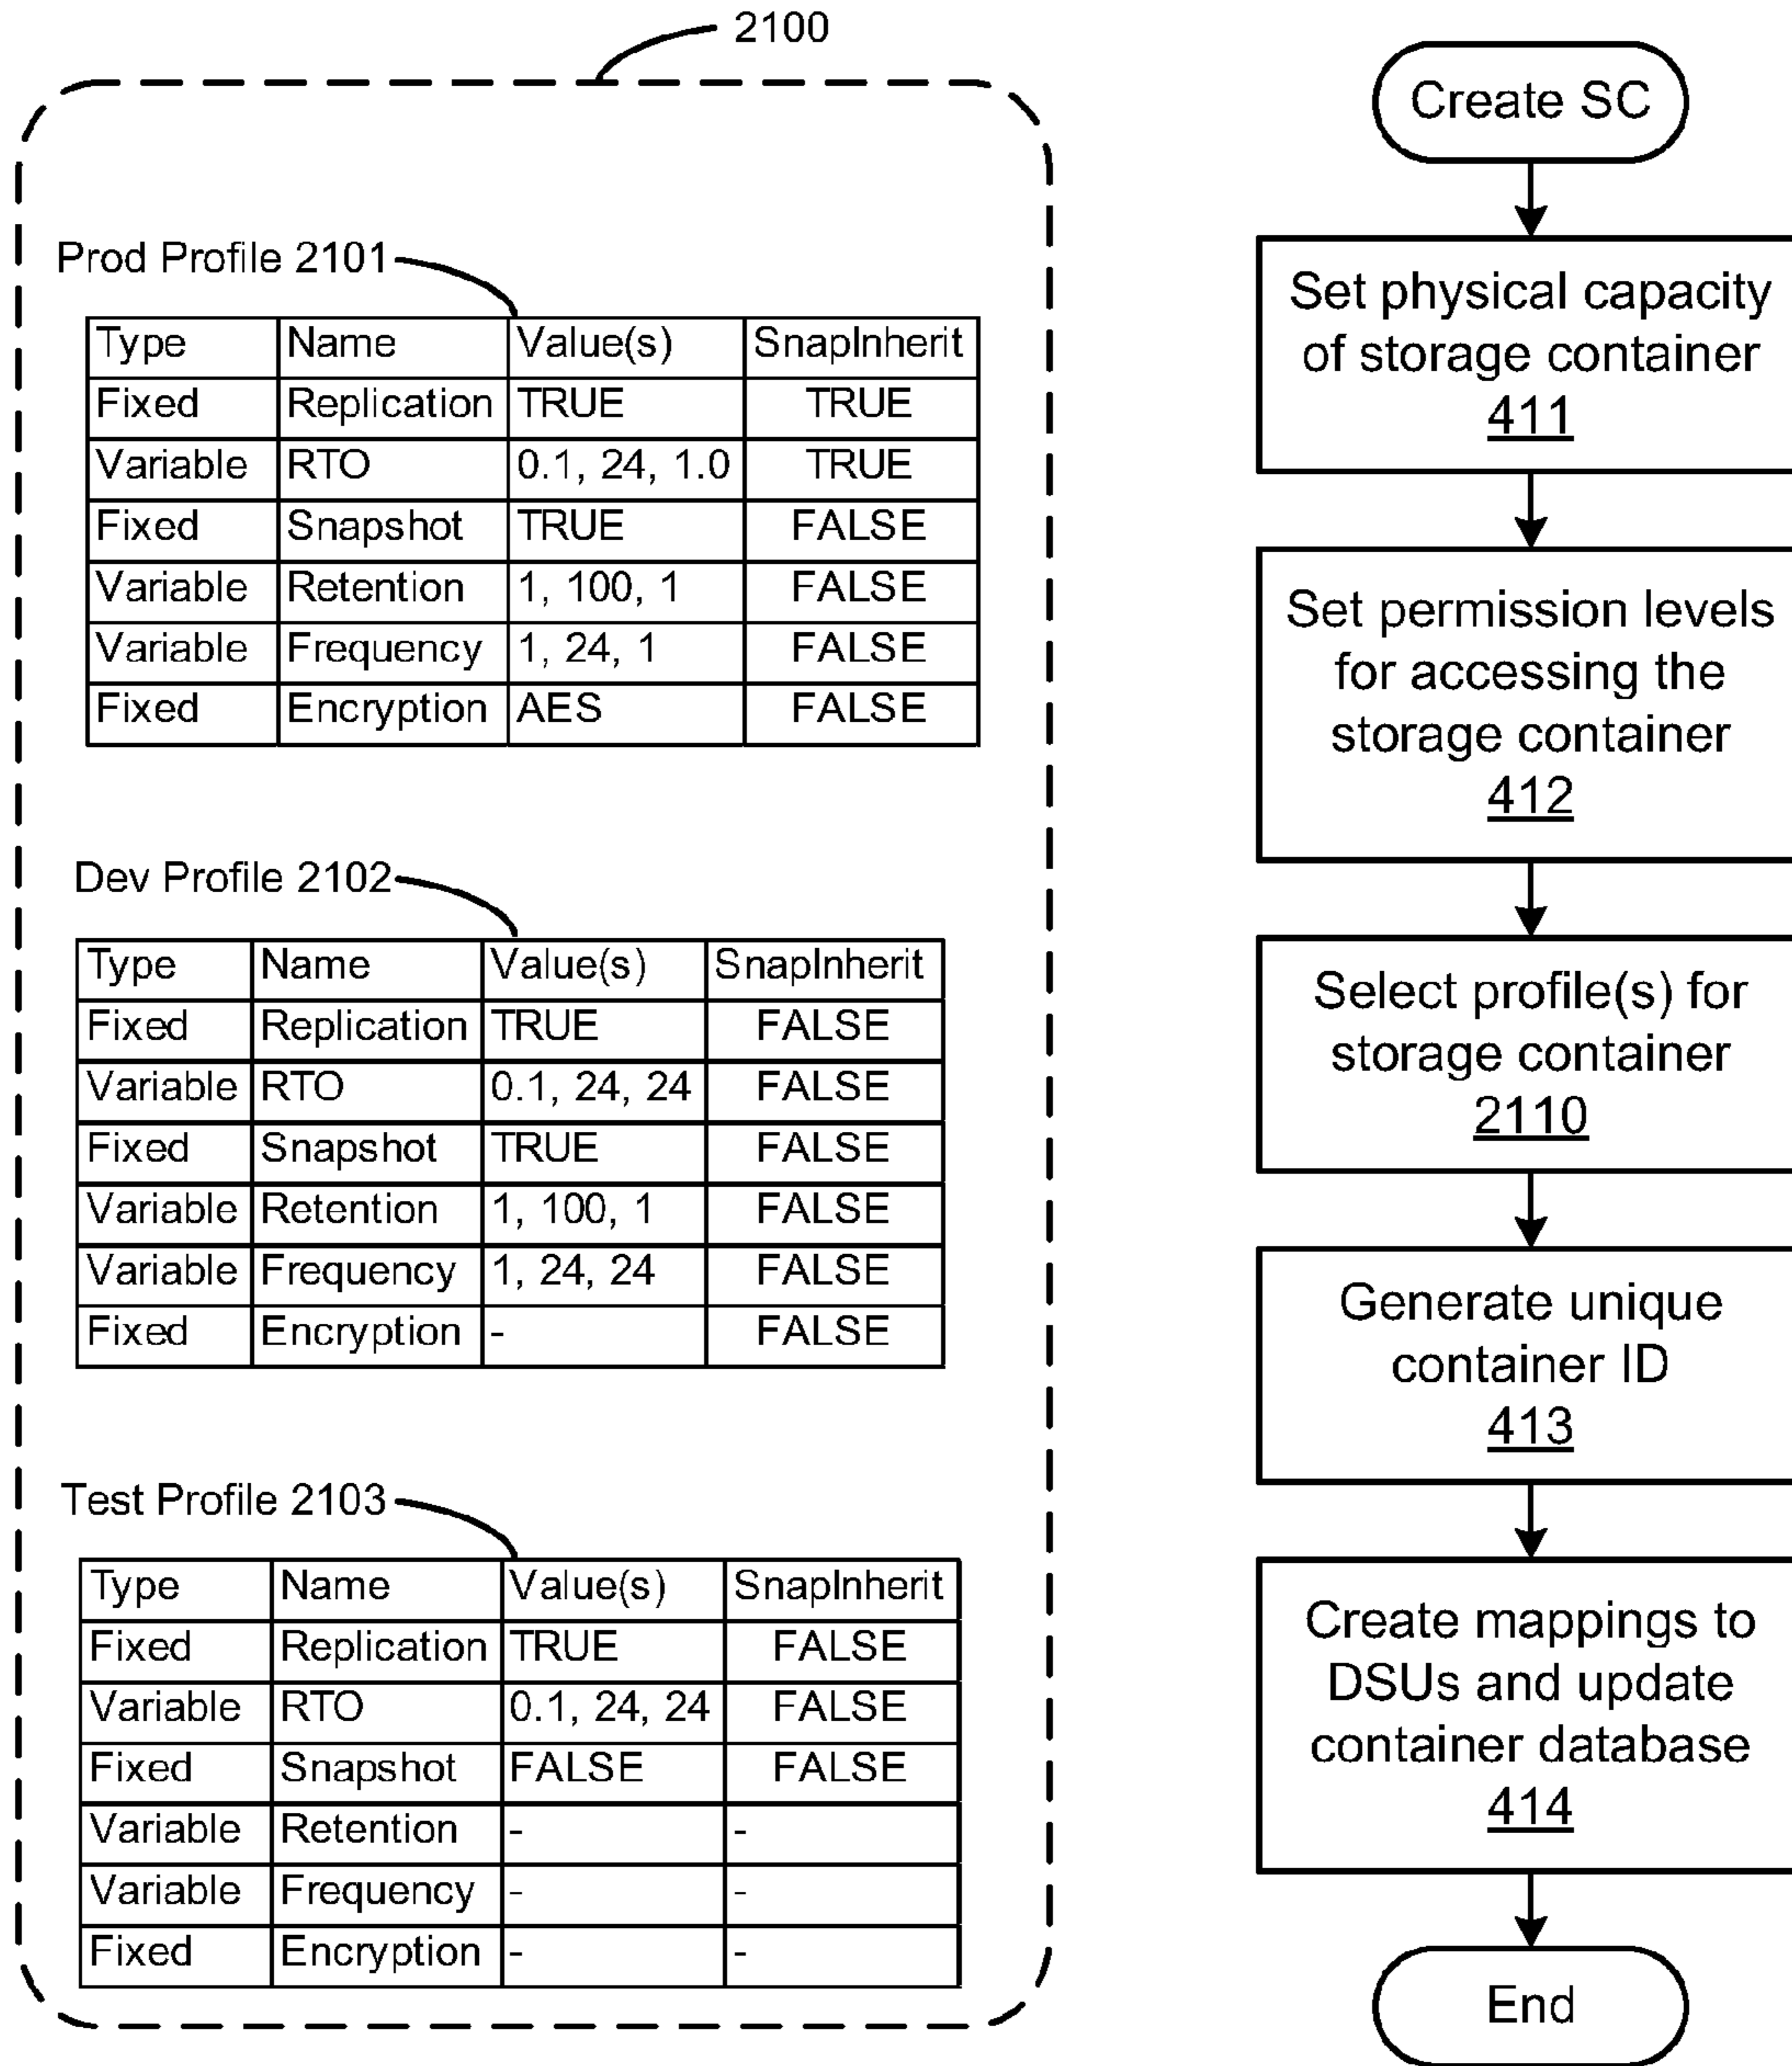 2100
Prod Profile 2101
Type Name Value(s) SnapInherit
Fixed Replication TRUE TRUE
Variable RTO 0.1, 24, 1.0 TRUE
Fixed Snapshot TRUE FALSE
Variable Retention 1, 100, 1 FALSE
Variable Frequency 1, 24, 1 FALSE
Fixed Encryption AES FALSE
Dev Profile 2102
Type Name Value(s) SnapInherit
Fixed Replication TRUE FALSE
Variable RTO 0.1, 24, 24 FALSE
Fixed Snapshot TRUE FALSE
Variable Retention 1, 100, 1 FALSE
Variable Frequency 1, 24, 24 FALSE
Fixed Encryption - FALSE
Test Profile 2103
Type Name Value(s) SnapInherit
Fixed Replication TRUE FALSE
Variable RTO 0.1, 24, 24 FALSE
Fixed Snapshot FALSE FALSE
Variable Retention - -
Variable Frequency - -
Fixed Encryption - -
Create SC
Set physical capacity
of storage container
411
Set permission levels
for accessing the
storage container
412
Select profile(s) for
storage container
2110
Generate unique
container ID
413
Create mappings to
DSUs and update
container database
414
End